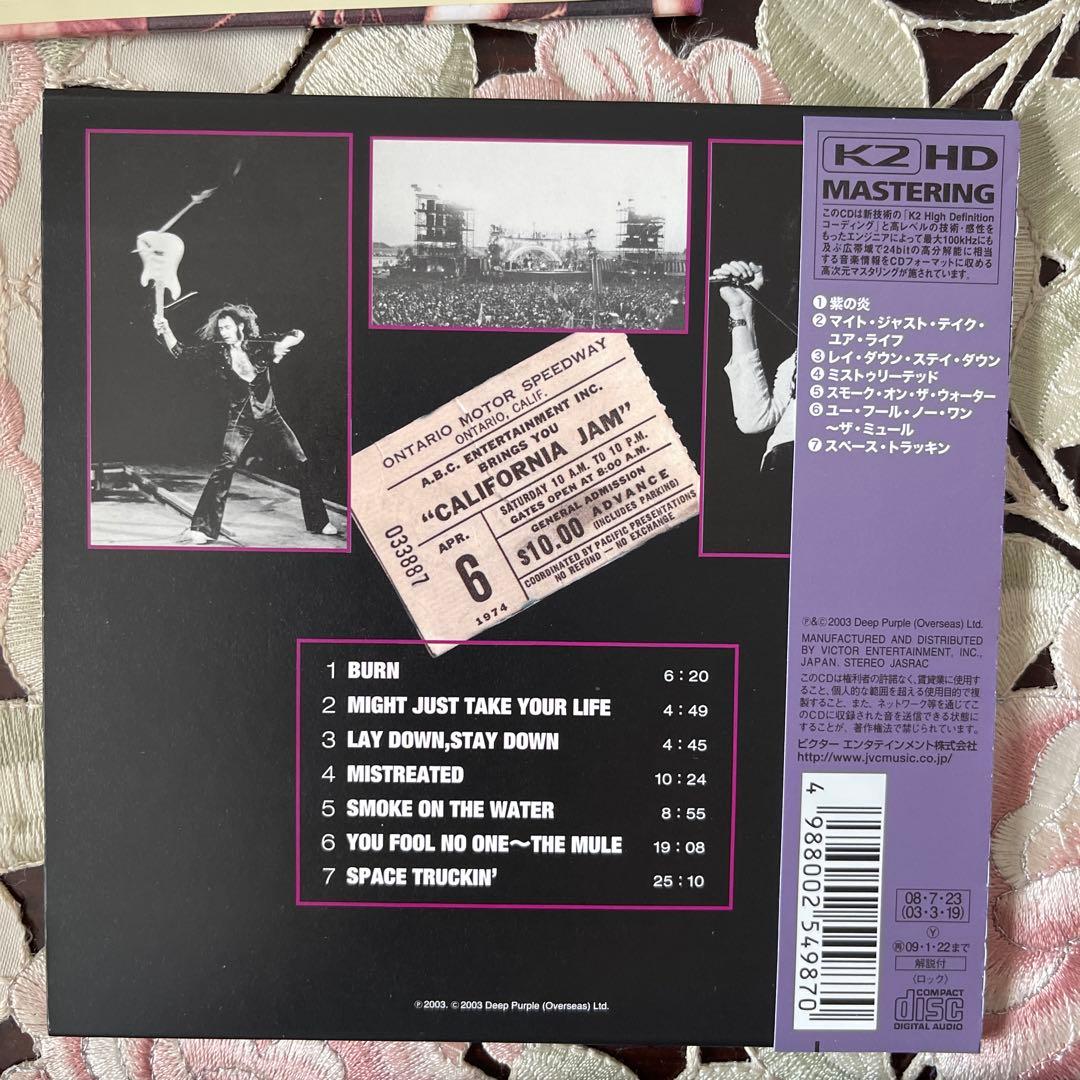 ONTARIO MOTOR SPEEDWAY
ONTARIO, CALIF.
A.B.C. ENTERTAINMENT INC.
BRINGS YOU
"CALIFORNIA JAM"
SATURDAY 10 A.M. TO 10 P.M.
GATES OPEN AT 8:00 A.M.
GENERAL ADMISSION
$10.00 ADVANCE
(INCLUDES PARKING)
COORDINATED BY PACIFIC PRESENTATIONS
NO REFUND — NO EXCHANGE
033887
APR.
6
1974
1 BURN 6:20
2 MIGHT JUST TAKE YOUR LIFE 4:49
3 LAY DOWN,STAY DOWN 4:45
4 MISTREATED 10:24
5 SMOKE ON THE WATER 8:55
6 YOU FOOL NO ONE～THE MULE 19:08
7 SPACE TRUCKIN' 25:10
℗2003. ©2003 Deep Purple (Overseas) Ltd.
K2 HD
MASTERING
このCDは新技術の「K2 High Definition
コーディング」と高レベルの技術・感性を
もったエンジニアによって最大100kHzにも
及ぶ広帯域で24bitの高分解能に相当
する音楽情報をCDフォーマットに収める
高次元マスタリングが施されています。
❶ 紫の炎
❷ マイト・ジャスト・テイク・
ユア・ライフ
❸ レイ・ダウン・ステイ・ダウン
❹ ミストゥリーテッド
❺ スモーク・オン・ザ・ウォーター
❻ ユー・フール・ノー・ワン
～ザ・ミュール
❼ スペース・トラッキン
℗&©2003 Deep Purple (Overseas) Ltd.
MANUFACTURED AND DISTRIBUTED
BY VICTOR ENTERTAINMENT, INC.,
JAPAN. STEREO JASRAC
このCDは権利者の許諾なく、賃貸業に使用す
ること、個人的な範囲を超える使用目的で複
製すること、また、ネットワーク等を通じてこ
のCDに収録された音を送信できる状態に
することが、著作権法で禁じられています。
ビクター エンタテインメント株式会社
http://www.jvcmusic.co.jp/
4 988002 549870
08・7・23
(03・3・19)
Ⓨ
㊢09・1・22まで
解説付
〈ロック〉
COMPACT
disc
DIGITAL AUDIO